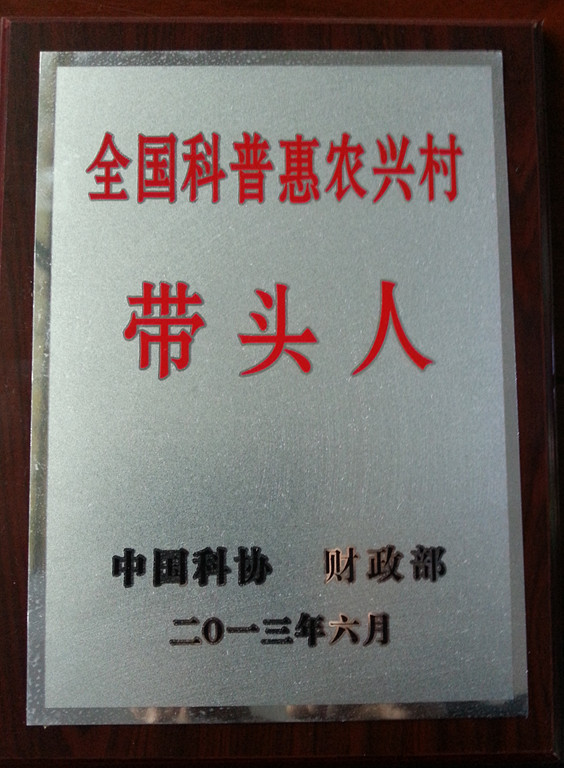 全国科普惠农兴村
带头人
中国科协 财政部
二0一三年六月